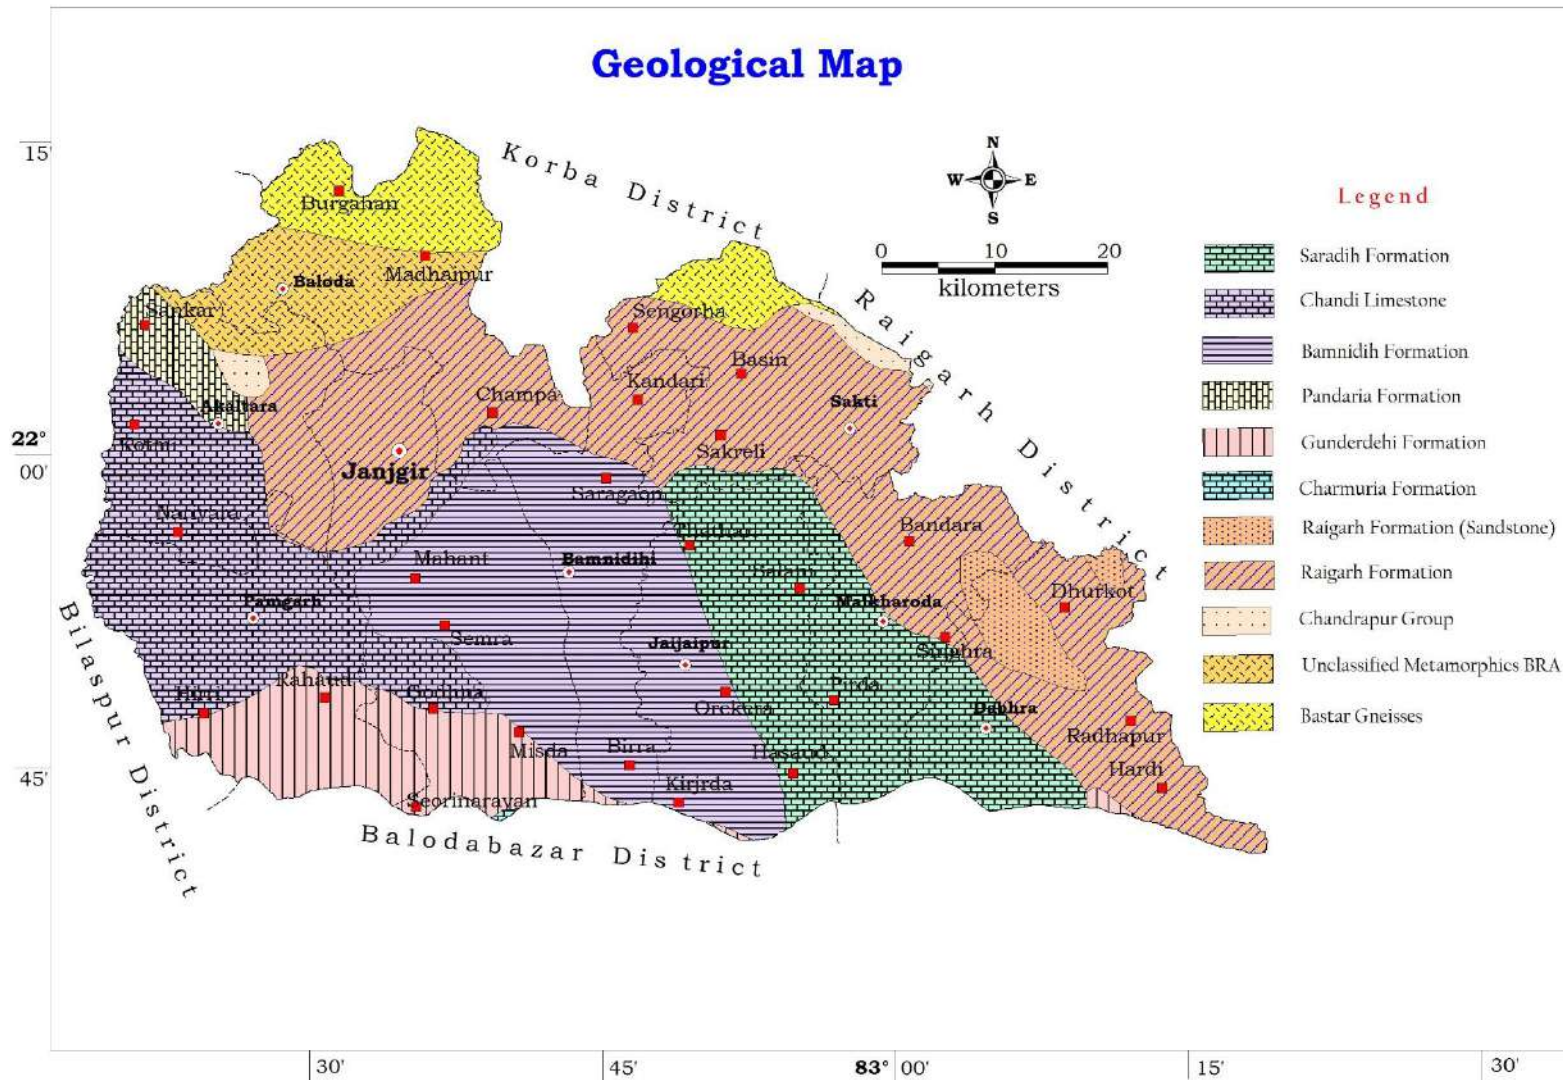 Geological Map
15'
Korba District
N
W E
S
0 10 20
kilometers
Legend
Saradih Formation
Chandi Limestone
Bamnidih Formation
Pandaria Formation
Gunderdehi Formation
Charmuria Formation
Raigarh Formation (Sandstone)
Raigarh Formation
Chandrapur Group
Unclassified Metamorphics BRA
Bastar Gneisses
Burgahan
Madhaipur
Baloda
Sankar
Raigarh District
Sengorha
Basin
Kandari
Champa
Sakti
Akaltara
22°
00'
Kotmi
Janjgir
Sakreli
Saragaon
Nariyara
Bandara
Mahant
Bamnidihi
Dhurkot
Pamgarh
Malkharoda
Semra
Jaijaipur
Bilaspur District
Rahaud
Hirri
Godhna
Pirda
Dabhra
Radhapur
Misda
Birra
Hasaud
Hardi
45'
Kirjrda
Seorinarayan
Balodabazar District
30' 45' 83° 00' 15' 30'